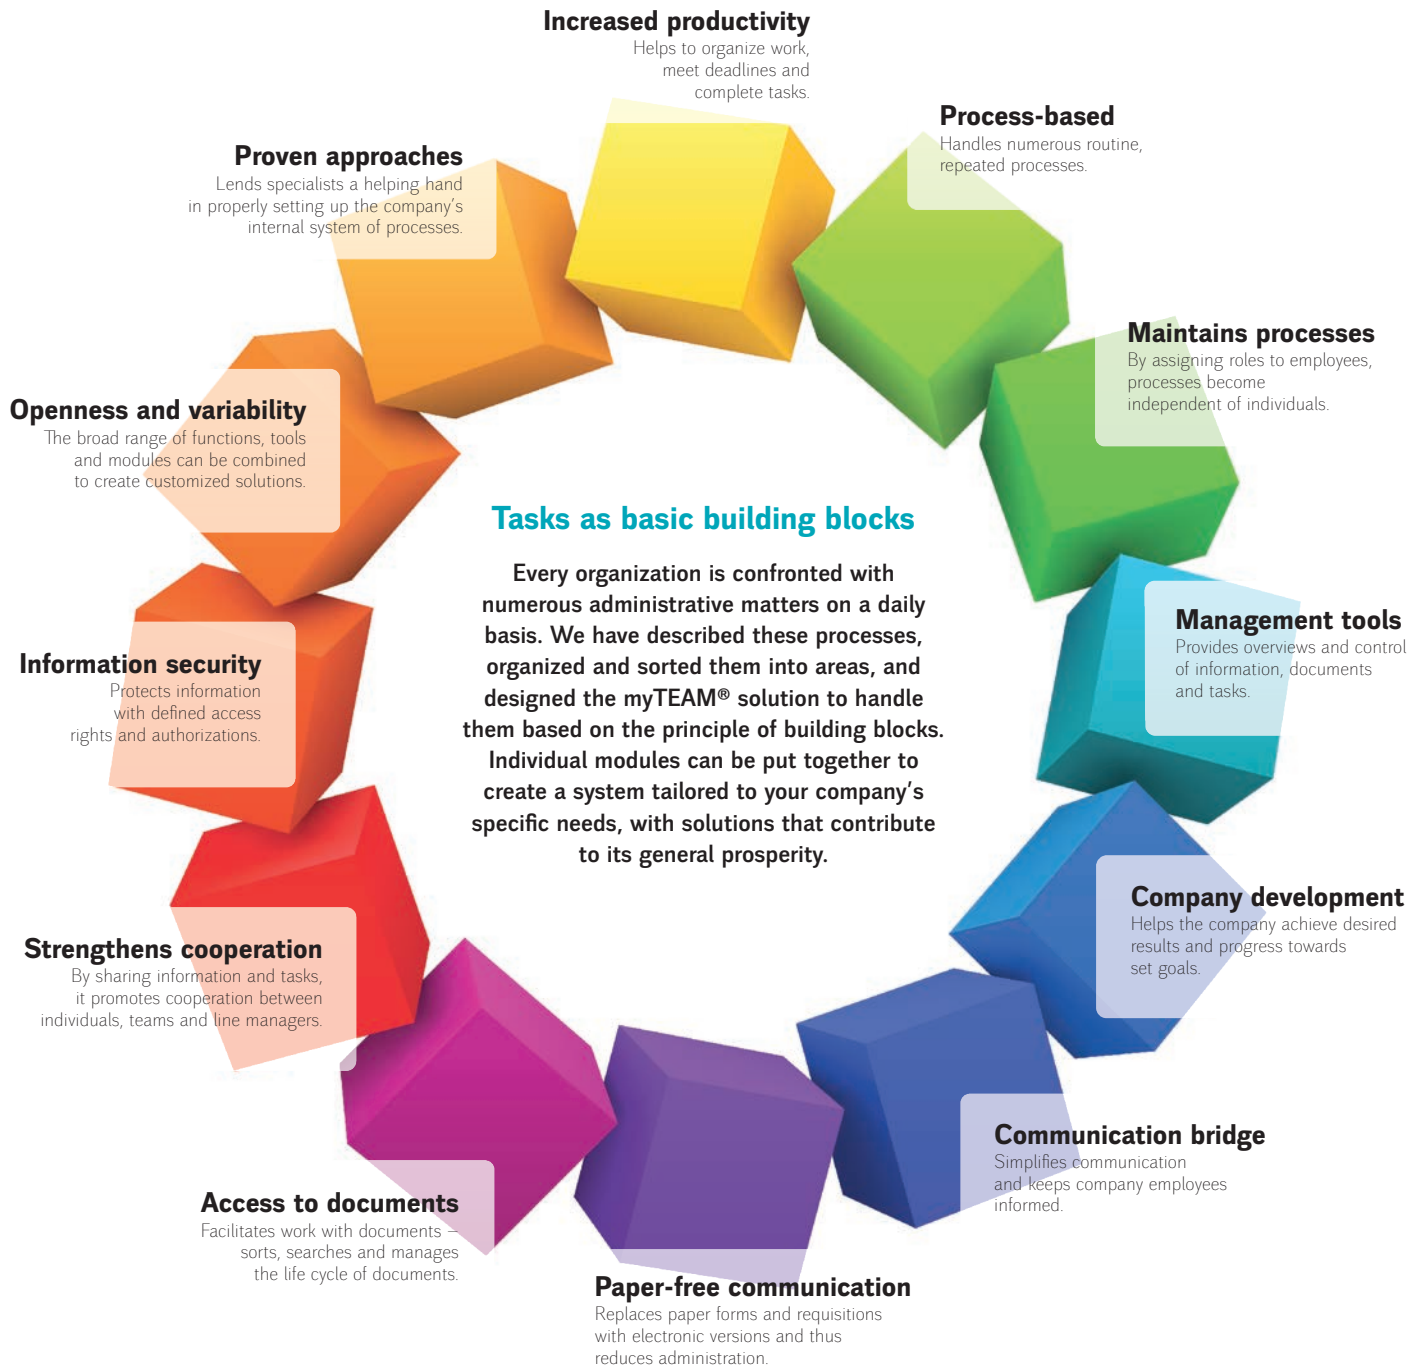 Increased productivity
Helps to organize work,
meet deadlines and
complete tasks.
Process-based
Handles numerous routine,
repeated processes.
Proven approaches
Lends specialists a helping hand
in properly setting up the company's
internal system of processes.
Maintains processes
By assigning roles to employees,
processes become
independent of individuals.
Openness and variability
The broad range of functions, tools
and modules can be combined
to create customized solutions.
Tasks as basic building blocks
Every organization is confronted with
numerous administrative matters on a daily
basis. We have described these processes,
organized and sorted them into areas, and
designed the myTEAM® solution to handle
them based on the principle of building blocks.
Individual modules can be put together to
create a system tailored to your company's
specific needs, with solutions that contribute
to its general prosperity.
Management tools
Provides overviews and control
of information, documents
and tasks.
Information security
Protects information
with defined access
rights and authorizations.
Company development
Helps the company achieve desired
results and progress towards
set goals.
Strengthens cooperation
By sharing information and tasks,
it promotes cooperation between
individuals, teams and line managers.
Communication bridge
Simplifies communication
and keeps company employees
informed.
Access to documents
Facilitates work with documents –
sorts, searches and manages
the life cycle of documents.
Paper-free communication
Replaces paper forms and requisitions
with electronic versions and thus
reduces administration.